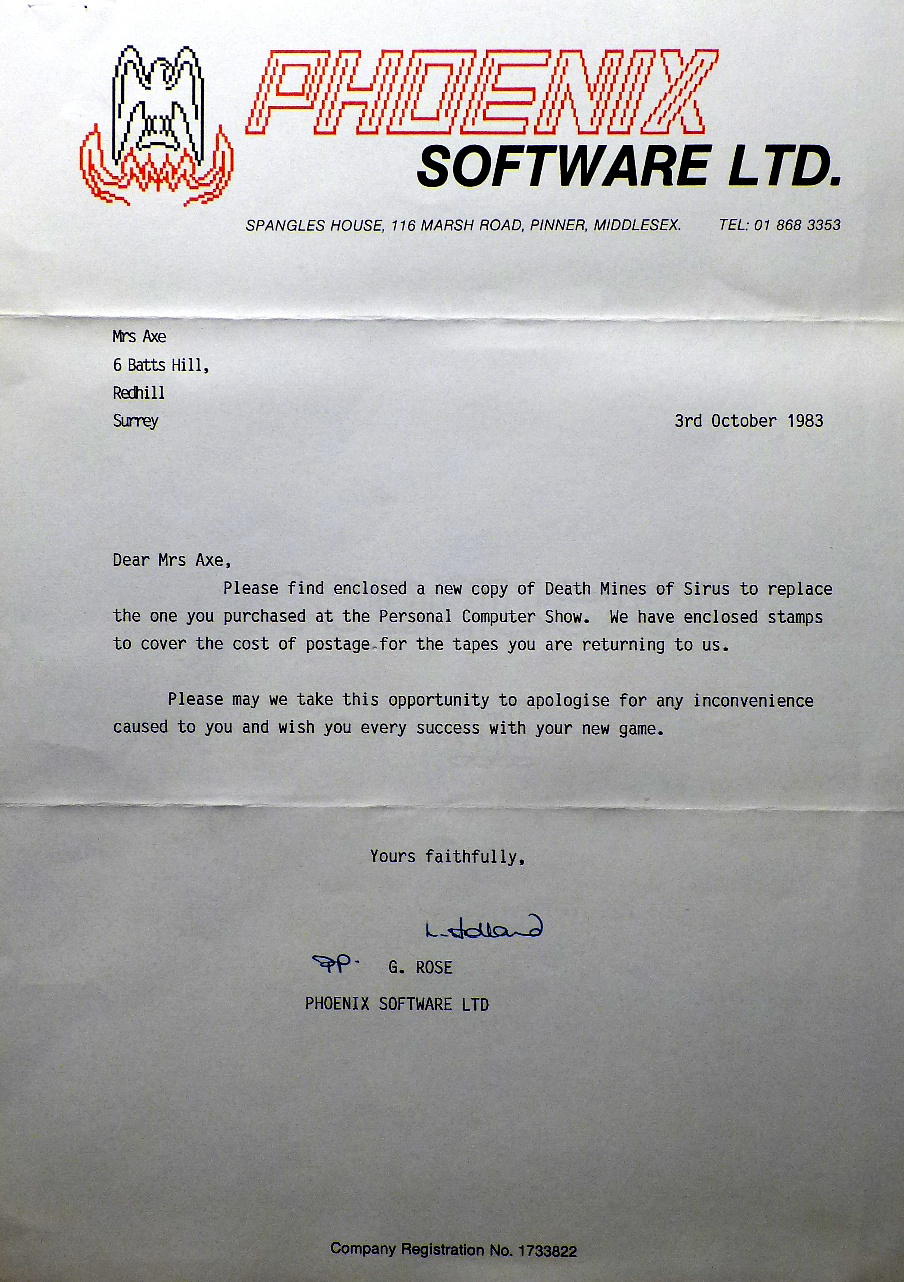 PHOENIX
SOFTWARE LTD.
SPANGLES HOUSE, 116 MARSH ROAD, PINNER, MIDDLESEX. TEL: 01 868 3353
Mrs Axe
6 Batts Hill,
Redhill
Surrey
3rd October 1983
Dear Mrs Axe,
Please find enclosed a new copy of Death Mines of Sirus to replace
the one you purchased at the Personal Computer Show. We have enclosed stamps
to cover the cost of postage for the tapes you are returning to us.
Please may we take this opportunity to apologise for any inconvenience
caused to you and wish you every success with your new game.
Yours faithfully,
L. Holland
pp. G. ROSE
PHOENIX SOFTWARE LTD
Company Registration No. 1733822